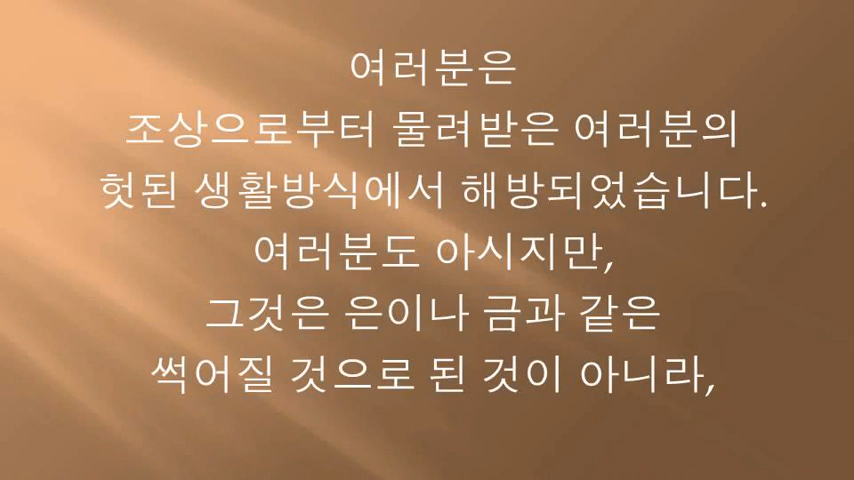 여러분은
조상으로부터 물려받은 여러분의
헛된 생활방식에서 해방되었습니다.
여러분도 아시지만,
그것은 은이나 금과 같은
썩어질 것으로 된 것이 아니라,